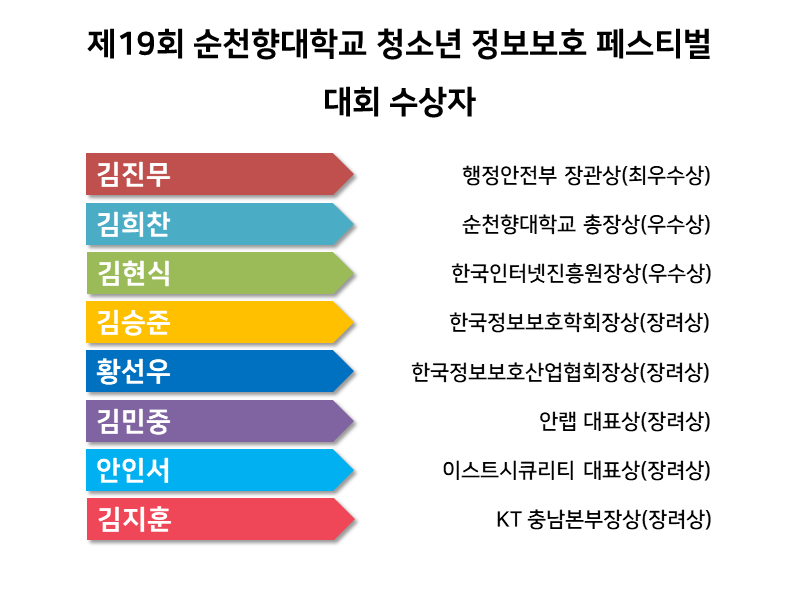 제19회 순천향대학교 청소년 정보보호 페스티벌
대회 수상자
김진무 행정안전부 장관상(최우수상)
김희찬 순천향대학교 총장상(우수상)
김현식 한국인터넷진흥원장상(우수상)
김승준 한국정보보호학회장상(장려상)
황선우 한국정보보호산업협회장상(장려상)
김민중 안랩 대표상(장려상)
안인서 이스트시큐리티 대표상(장려상)
김지훈 KT 충남본부장상(장려상)